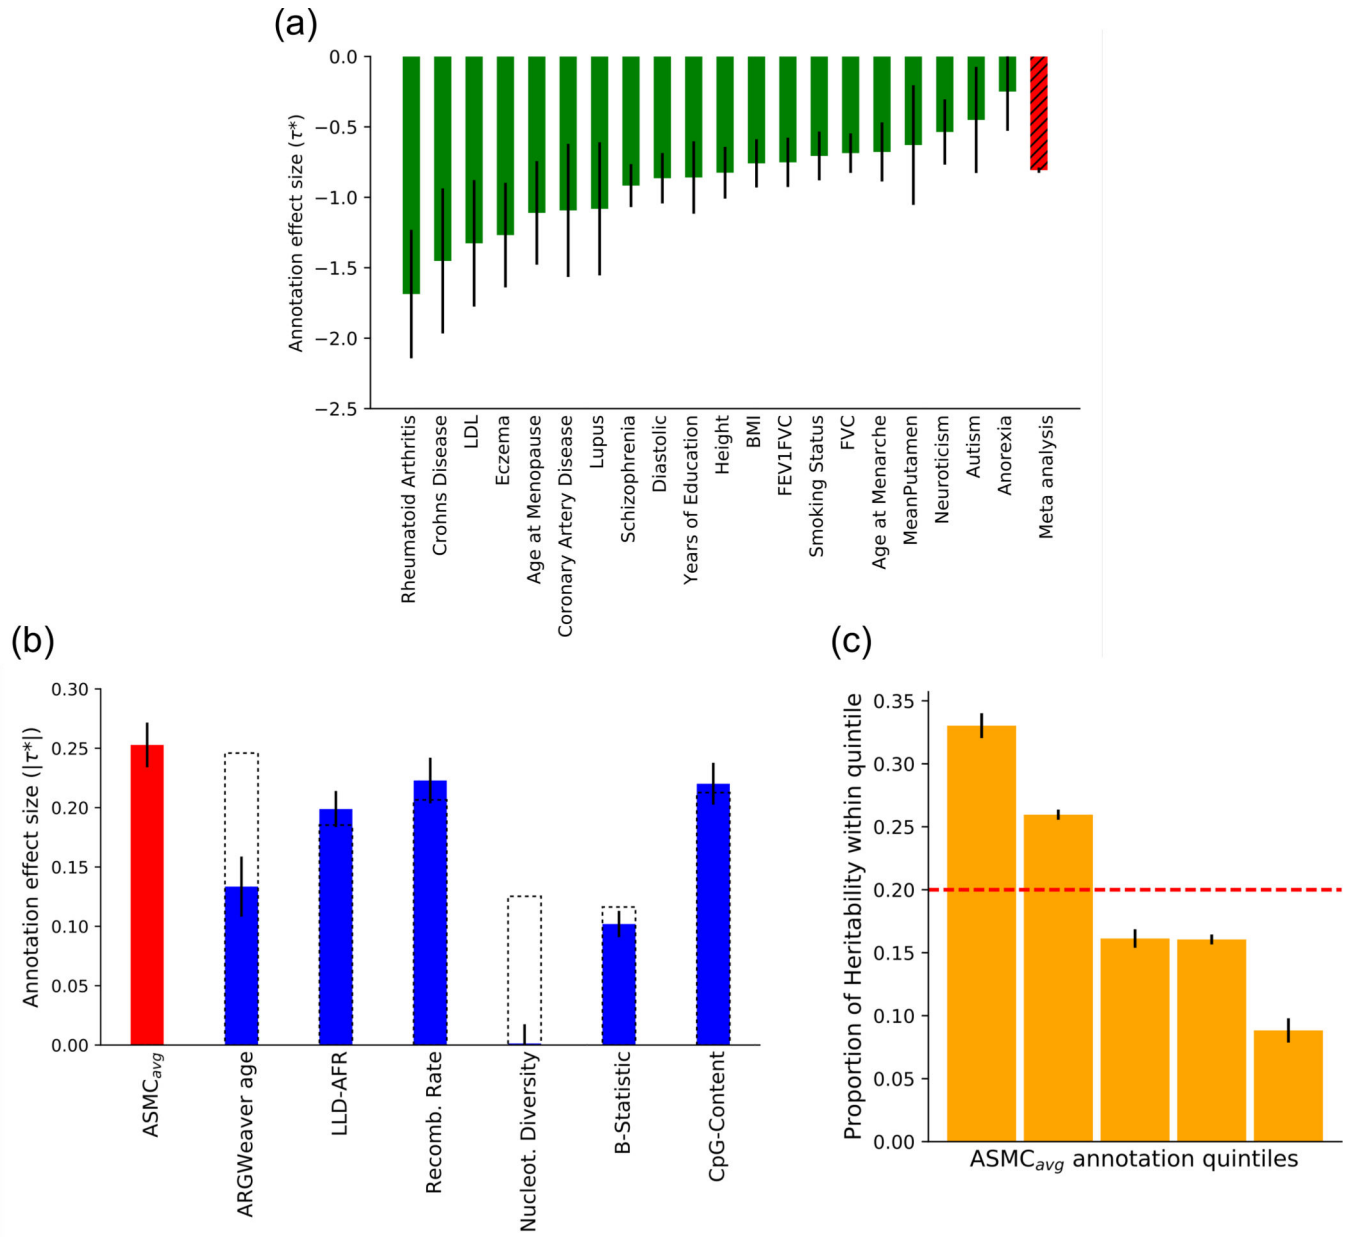 (a)
0.0
−0.5
−1.0
−1.5
−2.0
−2.5
Annotation effect size (τ*)
Rheumatoid Arthritis
Crohns Disease
LDL
Eczema
Age at Menopause
Coronary Artery Disease
Lupus
Schizophrenia
Diastolic
Years of Education
Height
BMI
FEV1FVC
Smoking Status
FVC
Age at Menarche
MeanPutamen
Neuroticism
Autism
Anorexia
Meta analysis
(b)
0.30
0.25
0.20
0.15
0.10
0.05
0.00
Annotation effect size (|τ*|)
ASMCavg
ARGWeaver age
LLD-AFR
Recomb. Rate
Nucleot. Diversity
B-Statistic
CpG-Content
(c)
0.35
0.30
0.25
0.20
0.15
0.10
0.05
0.00
Proportion of Heritability within quintile
ASMCavg annotation quintiles